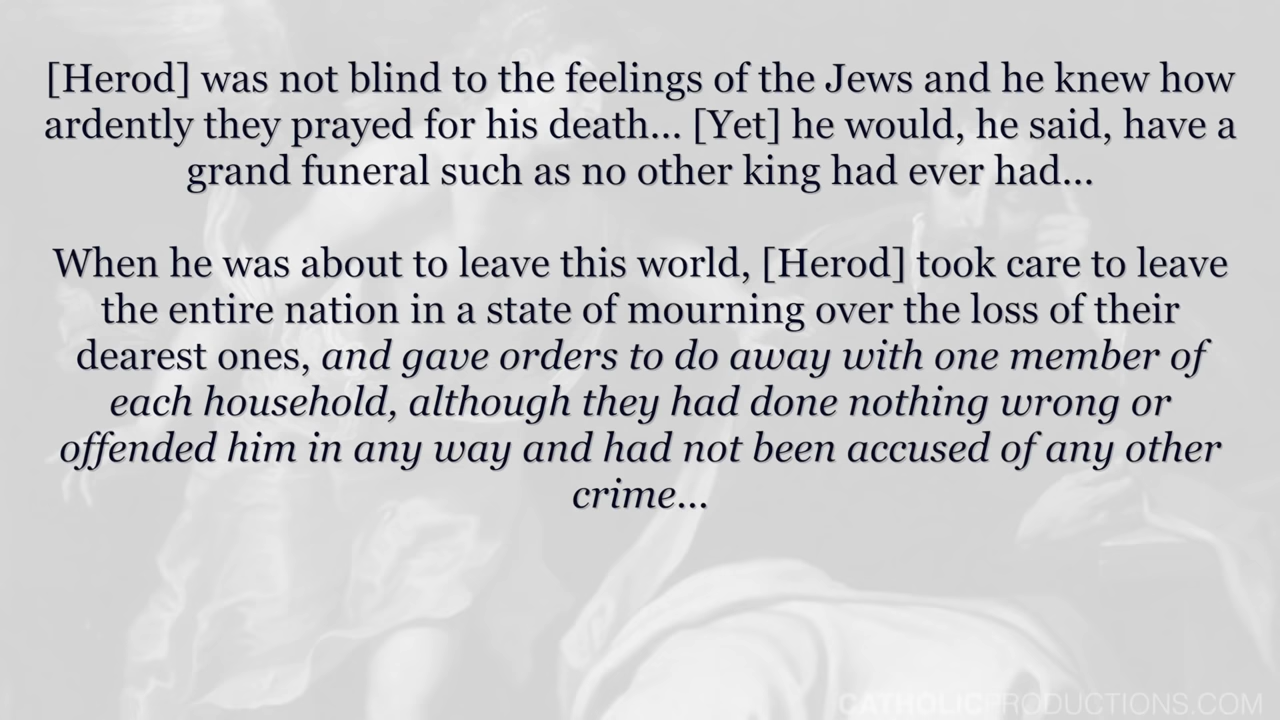 [Herod] was not blind to the feelings of the Jews and he knew how
ardently they prayed for his death... [Yet] he would, he said, have a
grand funeral such as no other king had ever had...
When he was about to leave this world, [Herod] took care to leave
the entire nation in a state of mourning over the loss of their
dearest ones, and gave orders to do away with one member of
each household, although they had done nothing wrong or
offended him in any way and had not been accused of any other
crime...
CATHOLICPRODUCTIONS.COM